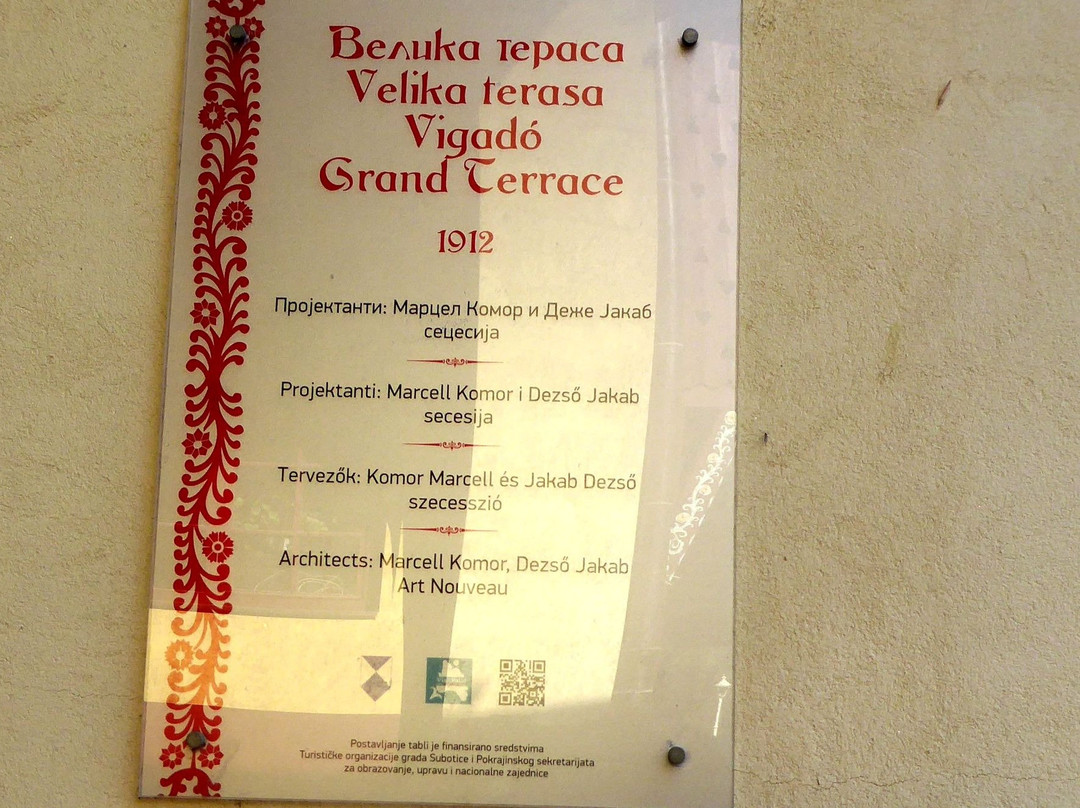 Велика тераса
Velika terasa
Vigadó
Grand Terrace
1912
Пројектанти: Марцел Комор и Деже Јакаб
сецесија
Projektanti: Marcell Komor i Dezső Jakab
secesija
Tervezők: Komor Marcell és Jakab Dezső
szecesszió
Architects: Marcell Komor, Dezső Jakab
Art Nouveau
Postavljanje tabli je finansirano sredstvima
Turističke organizacije grada Subotice i Pokrajinskog sekretarijata
za obrazovanje, upravu i nacionalne zajednice